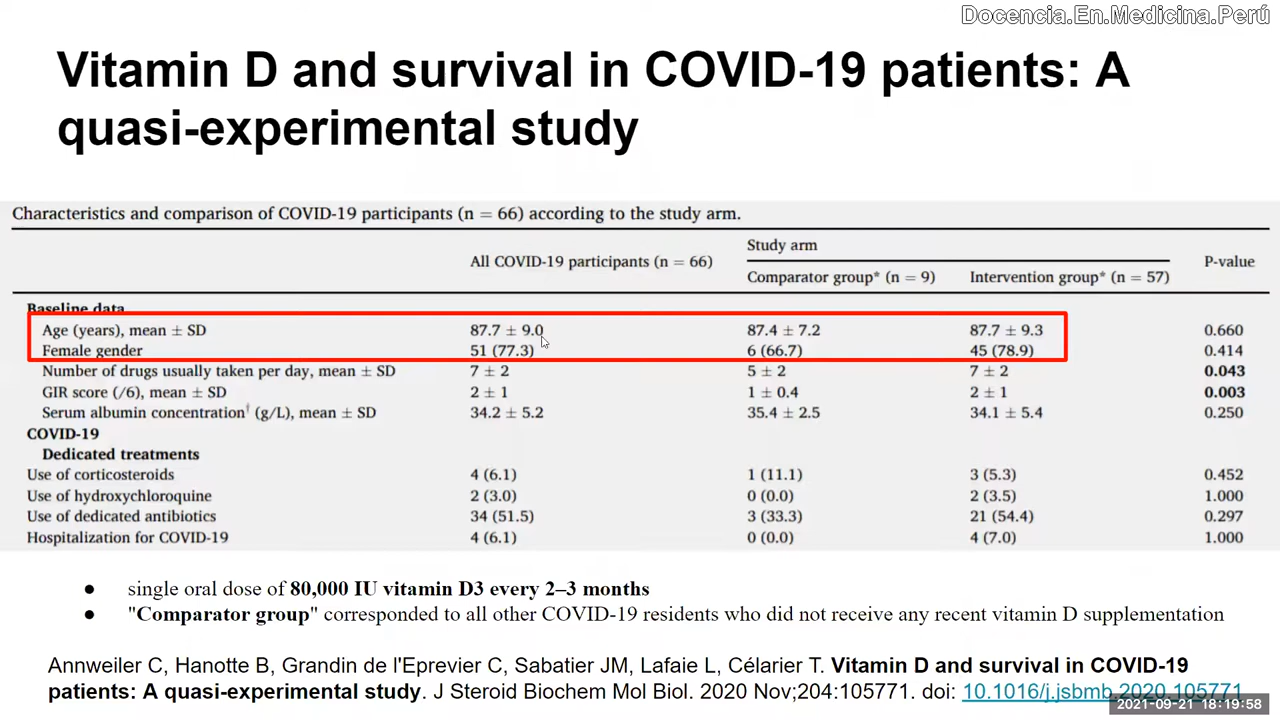 Docencia.En.Medicina.Perú
Vitamin D and survival in COVID-19 patients: A
quasi-experimental study
Characteristics and comparison of COVID-19 participants (n = 66) according to the study arm.
All COVID-19 participants (n = 66) Study arm P-value
Comparator group* (n = 9) Intervention group* (n = 57)
Baseline data
Age (years), mean ± SD 87.7 ± 9.0 87.4 ± 7.2 87.7 ± 9.3 0.660
Female gender 51 (77.3) 6 (66.7) 45 (78.9) 0.414
Number of drugs usually taken per day, mean ± SD 7 ± 2 5 ± 2 7 ± 2 0.043
GIR score (/6), mean ± SD 2 ± 1 1 ± 0.4 2 ± 1 0.003
Serum albumin concentration† (g/L), mean ± SD 34.2 ± 5.2 35.4 ± 2.5 34.1 ± 5.4 0.250
COVID-19
Dedicated treatments
Use of corticosteroids 4 (6.1) 1 (11.1) 3 (5.3) 0.452
Use of hydroxychloroquine 2 (3.0) 0 (0.0) 2 (3.5) 1.000
Use of dedicated antibiotics 34 (51.5) 3 (33.3) 21 (54.4) 0.297
Hospitalization for COVID-19 4 (6.1) 0 (0.0) 4 (7.0) 1.000
● single oral dose of 80,000 IU vitamin D3 every 2–3 months
● "Comparator group" corresponded to all other COVID-19 residents who did not receive any recent vitamin D supplementation
Annweiler C, Hanotte B, Grandin de l'Eprevier C, Sabatier JM, Lafaie L, Célarier T. Vitamin D and survival in COVID-19
patients: A quasi-experimental study. J Steroid Biochem Mol Biol. 2020 Nov;204:105771. doi: 10.1016/j.jsbmb.2020.105771
2021-09-21 18:19:58